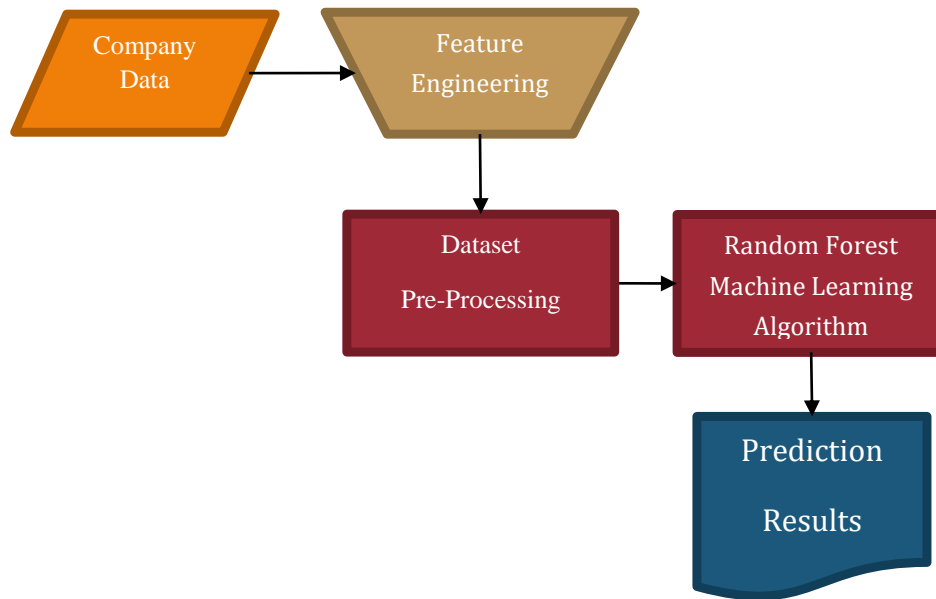 Company
Data
Feature
Engineering
Dataset
Pre-Processing
Random Forest
Machine Learning
Algorithm
Prediction
Results